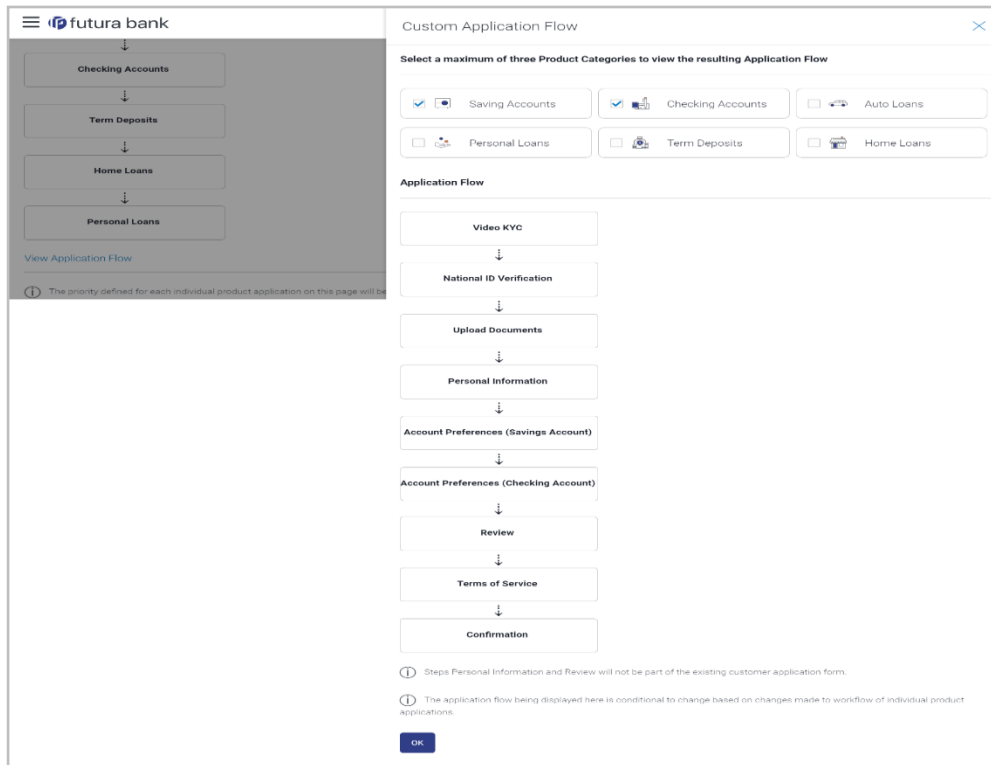 futura bank
Checking Accounts
Term Deposits
Home Loans
Personal Loans
View Application Flow
The priority defined for each individual product application on this page will be
Custom Application Flow
Select a maximum of three Product Categories to view the resulting Application Flow
Saving Accounts
Checking Accounts
Auto Loans
Personal Loans
Term Deposits
Home Loans
Application Flow
Video KYC
National ID Verification
Upload Documents
Personal Information
Account Preferences (Savings Account)
Account Preferences (Checking Account)
Review
Terms of Service
Confirmation
Steps Personal Information and Review will not be part of the existing customer application form.
The application flow being displayed here is conditional to change based on changes made to workflow of individual product
applications.
OK